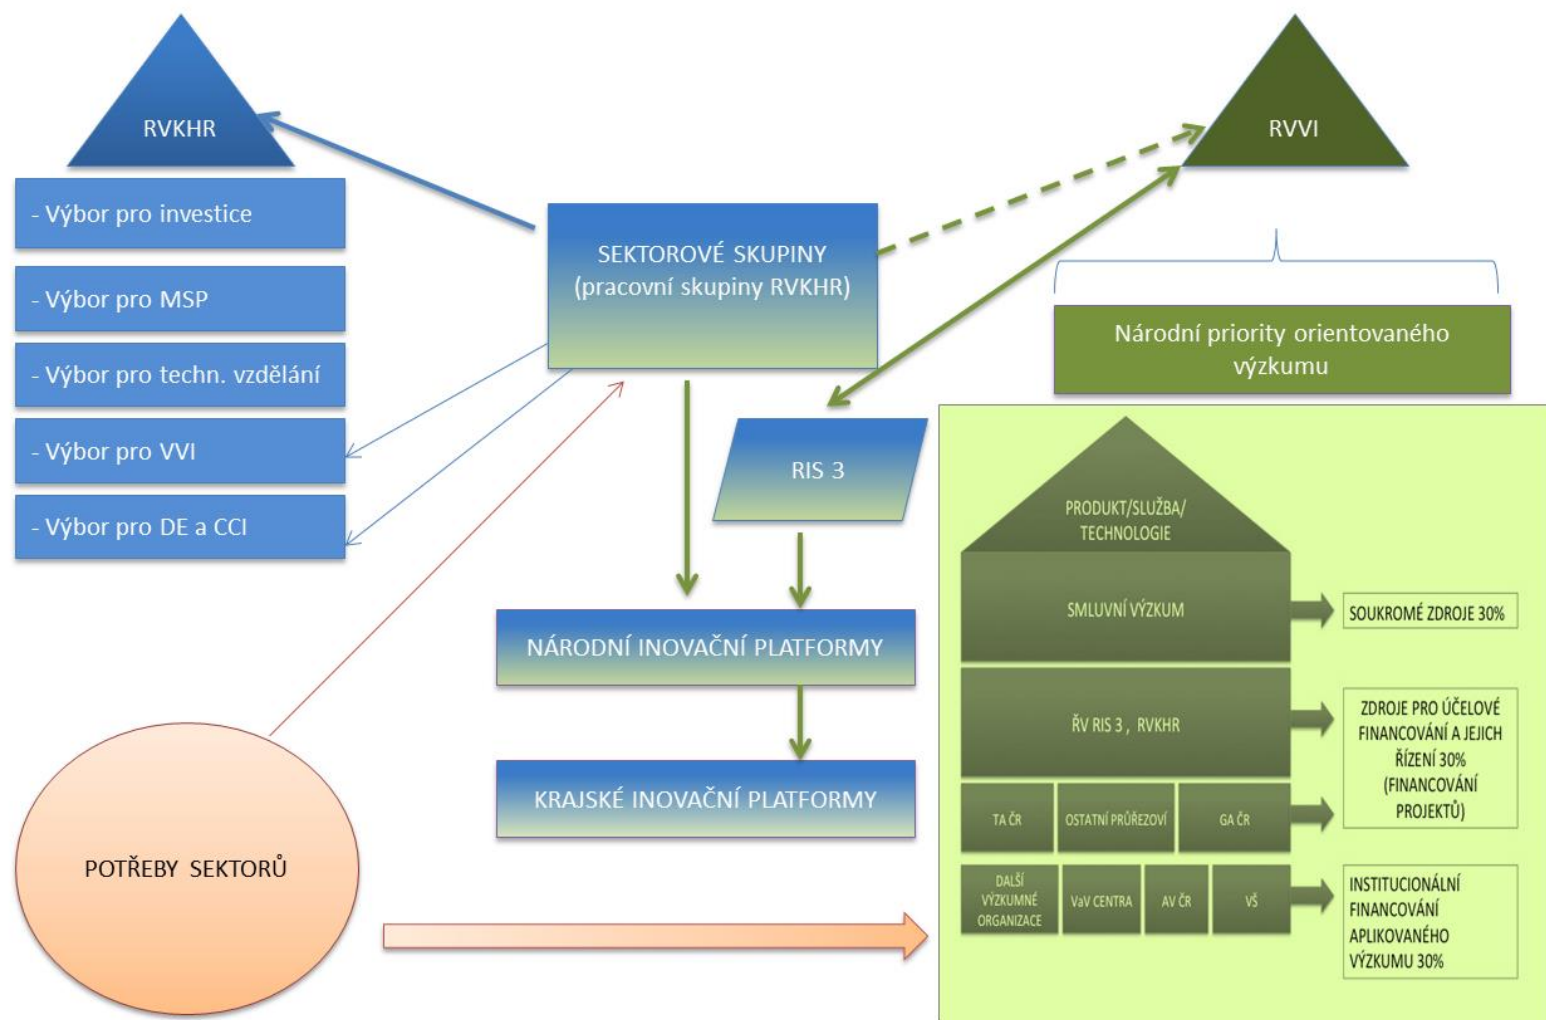 RVKHR
- Výbor pro investice
- Výbor pro MSP
- Výbor pro techn. vzdělání
- Výbor pro VVI
- Výbor pro DE a CCI
SEKTOROVÉ SKUPINY
(pracovní skupiny RVKHR)
RIS 3
NÁRODNÍ INOVAČNÍ PLATFORMY
KRAJSKÉ INOVAČNÍ PLATFORMY
POTŘEBY SEKTORŮ
RVVI
Národní priority orientovaného
výzkumu
PRODUKT/SLUŽBA/
TECHNOLOGIE
SMLUVNÍ VÝZKUM
SOUKROMÉ ZDROJE 30%
ŘV RIS 3 , RVKHR
ZDROJE PRO ÚČELOVÉ
FINANCOVÁNÍ A JEJICH
ŘÍZENÍ 30%
(FINANCOVÁNÍ
PROJEKTŮ)
TA ČR
OSTATNÍ PRŮŘEZOVÍ
GA ČR
DALŠÍ
VÝZKUMNÉ
ORGANIZACE
VaV CENTRA
AV ČR
VŠ
INSTITUCIONÁLNÍ
FINANCOVÁNÍ
APLIKOVANÉHO
VÝZKUMU 30%